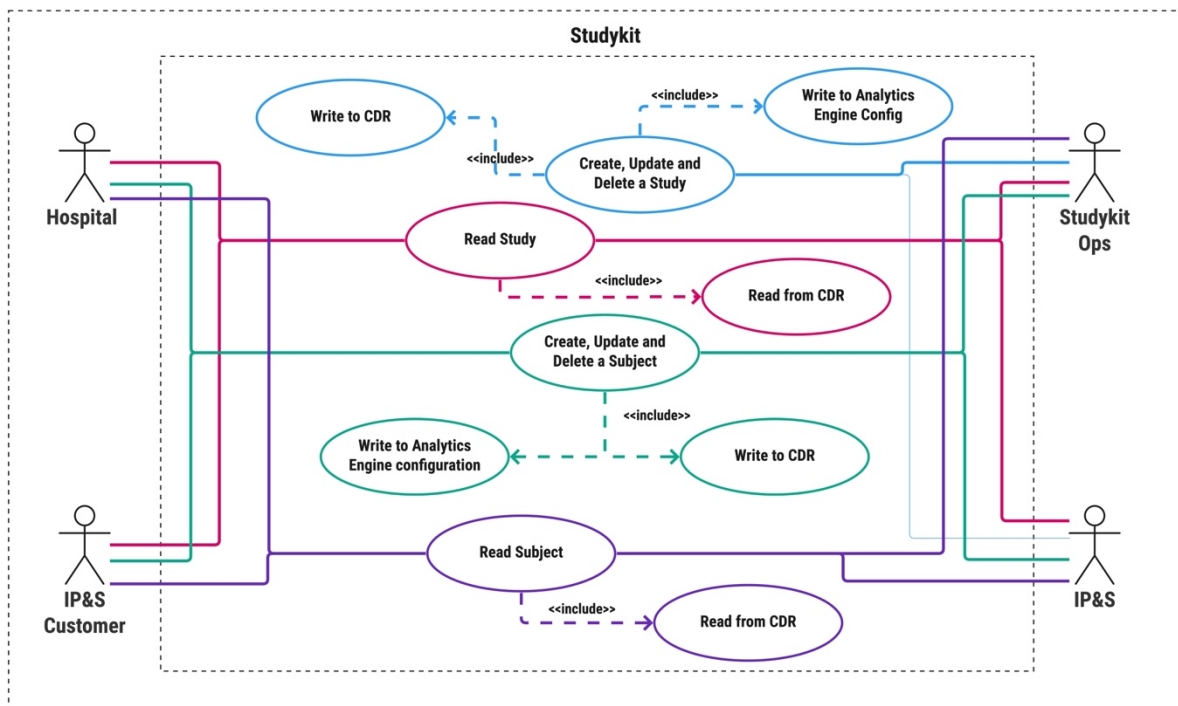 Studykit
<<include>>
Write to Analytics
Engine Config
Write to CDR
<<include>>
Create, Update and
Delete a Study
Hospital
Studykit
Ops
Read Study
<<include>>
Read from CDR
Create, Update and
Delete a Subject
<<include>>
Write to Analytics
Engine configuration
Write to CDR
Read Subject
IP&S
Customer
IP&S
<<include>>
Read from CDR